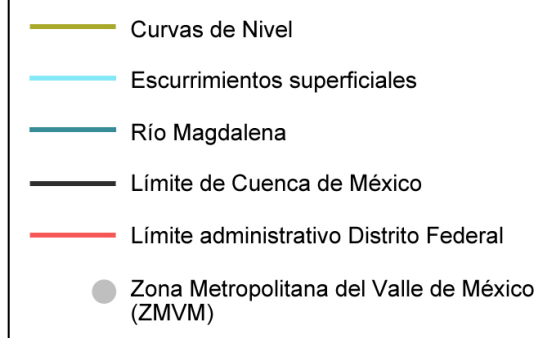 Curvas de Nivel
Escurrimientos superficiales
Río Magdalena
Límite de Cuenca de México
Límite administrativo Distrito Federal
Zona Metropolitana del Valle de México
(ZMVM)